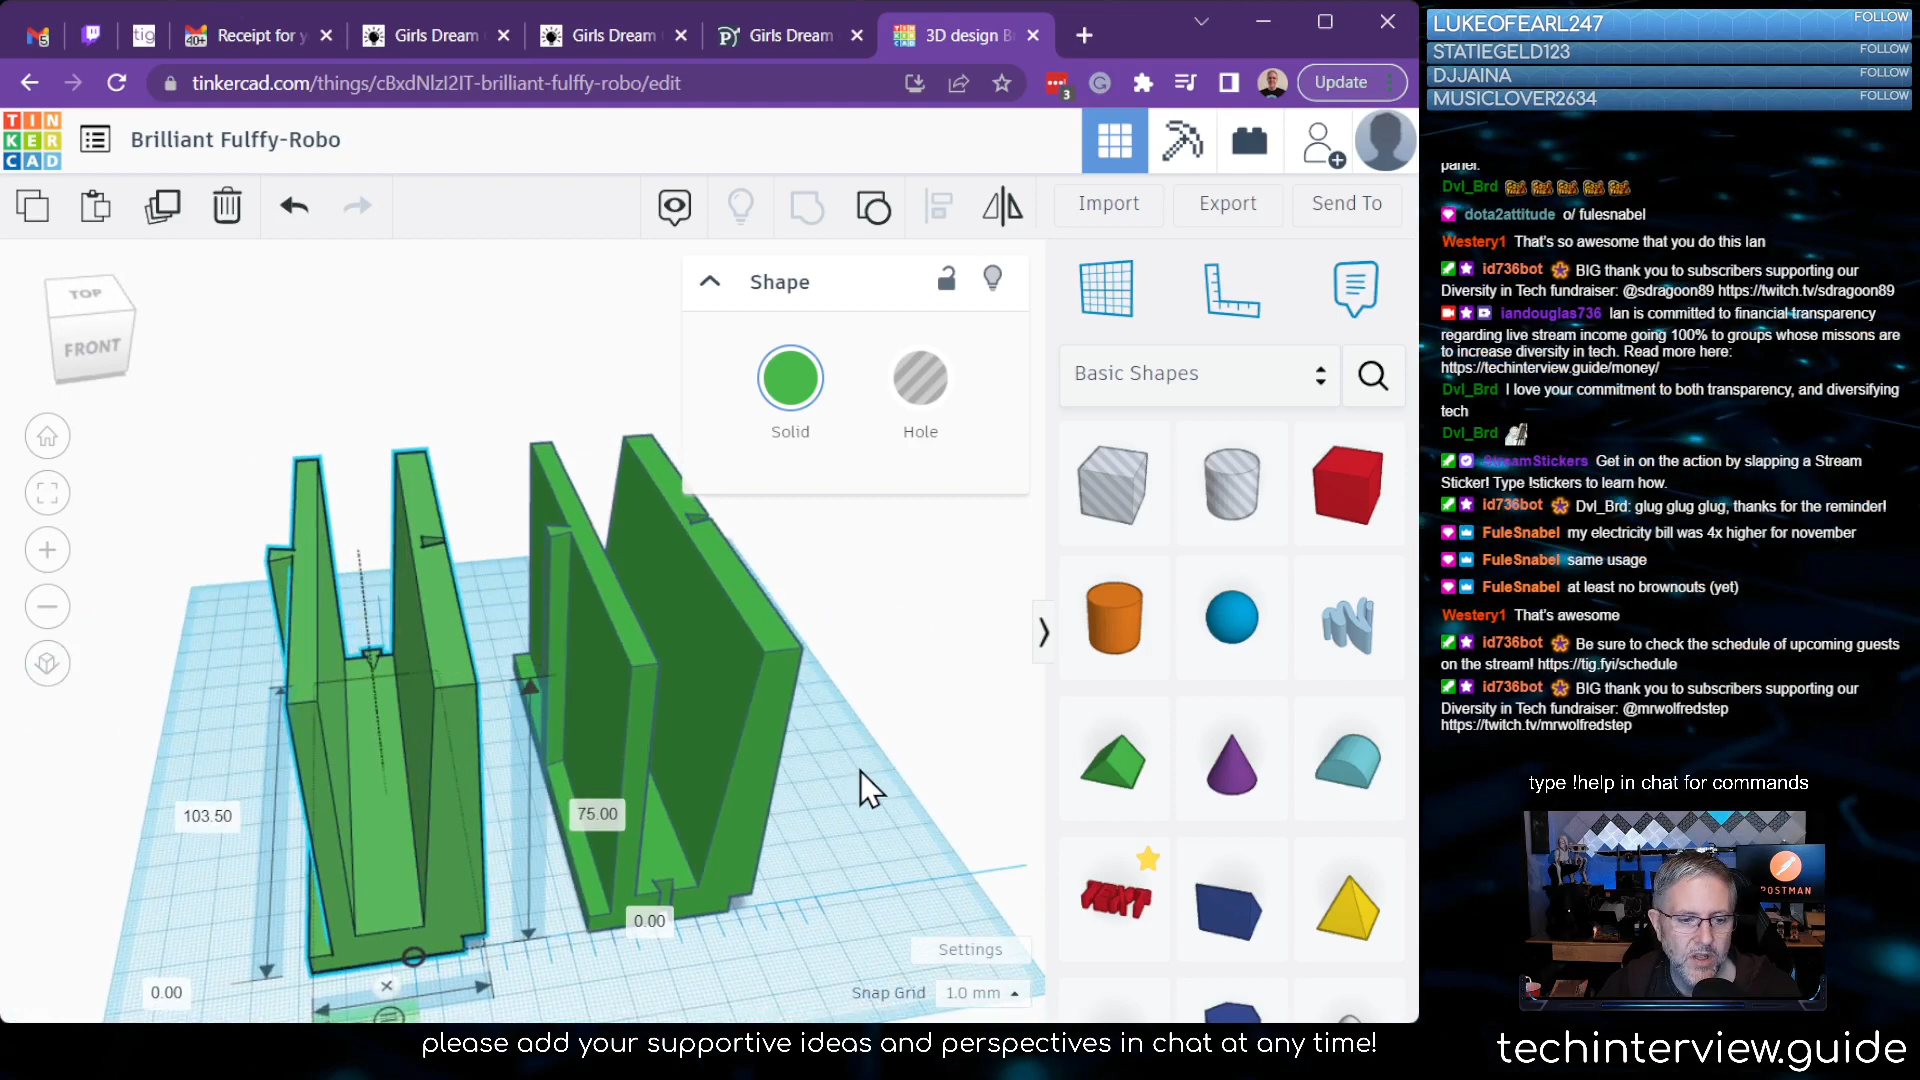 Receipt for y
Girls Dream
Girls Dream
Girls Dream
3D design B
tinkercad.com/things/cBxdNlzI2IT-brilliant-fulffy-robo/edit
3
Update
TIN
KER
CAD
Brilliant Fulffy-Robo
Import
Export
Send To
TOP
FRONT
Shape
Solid
Hole
Basic Shapes
TEXT
103.50
75.00
0.00
0.00
Settings
Snap Grid 1.0 mm
LUKEOFEARL247 FOLLOW
STATIEGELD123 FOLLOW
DJJAINA FOLLOW
MUSICLOVER2634 FOLLOW
panel.
Dvl_Brd
dota2attitude o/ fulesnabel
Westery1 That's so awesome that you do this Ian
id736bot BIG thank you to subscribers supporting our
Diversity in Tech fundraiser: @sdragoon89 https://twitch.tv/sdragoon89
iandouglas736 Ian is committed to financial transparency
regarding live stream income going 100% to groups whose missons are
to increase diversity in tech. Read more here:
https://techinterview.guide/money/
Dvl_Brd I love your commitment to both transparency, and diversifying
tech
Dvl_Brd
StreamStickers Get in on the action by slapping a Stream
Sticker! Type !stickers to learn how.
id736bot Dvl_Brd: glug glug glug, thanks for the reminder!
FuleSnabel my electricity bill was 4x higher for november
FuleSnabel same usage
FuleSnabel at least no brownouts (yet)
Westery1 That's awesome
id736bot Be sure to check the schedule of upcoming guests
on the stream! https://tig.fyi/schedule
id736bot BIG thank you to subscribers supporting our
Diversity in Tech fundraiser: @mrwolfredstep
https://twitch.tv/mrwolfredstep
type !help in chat for commands
POSTMAN
please add your supportive ideas and perspectives in chat at any time!
techinterview.guide